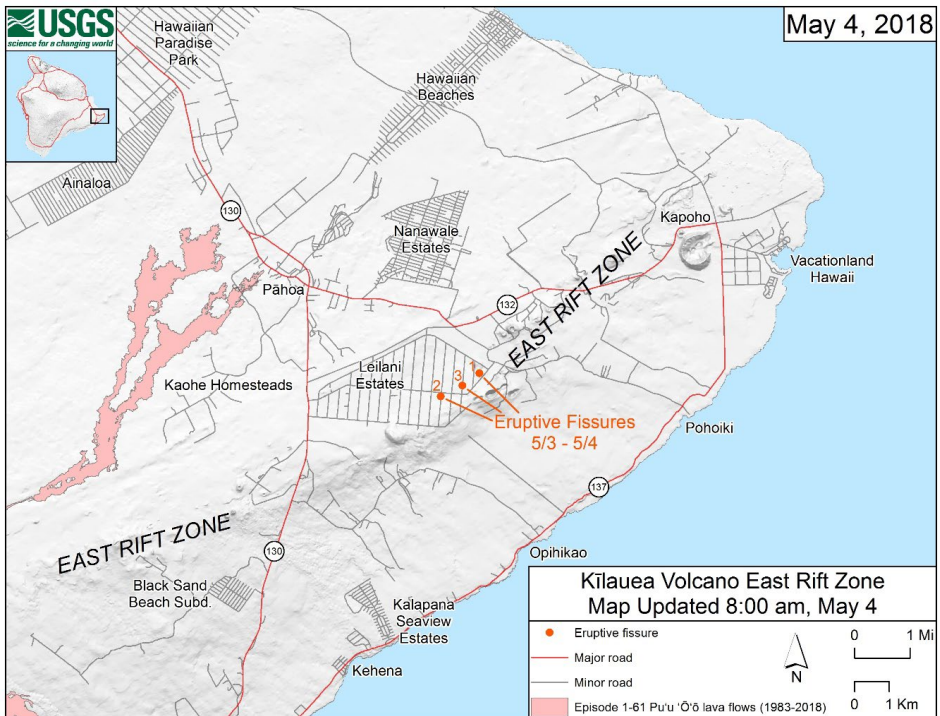 USGS
science for a changing world
May 4, 2018
Hawaiian
Paradise
Park
Hawaiian
Beaches
Ainaloa
130
Nanawale
Estates
Kapoho
Vacationland
Hawaii
Pāhoa
132
EAST RIFT ZONE
Leilani
Estates
Kaohe Homesteads
1
3
2
Eruptive Fissures
5/3 - 5/4
Pohoiki
137
EAST RIFT ZONE
130
Opihikao
Black Sand
Beach Subd.
Kalapana
Seaview
Estates
Kehena
Kīlauea Volcano East Rift Zone
Map Updated 8:00 am, May 4
Eruptive fissure
Major road
Minor road
Episode 1-61 Pu'u ‘Ō'ō lava flows (1983-2018)
N
0 1 Mi
0 1 Km